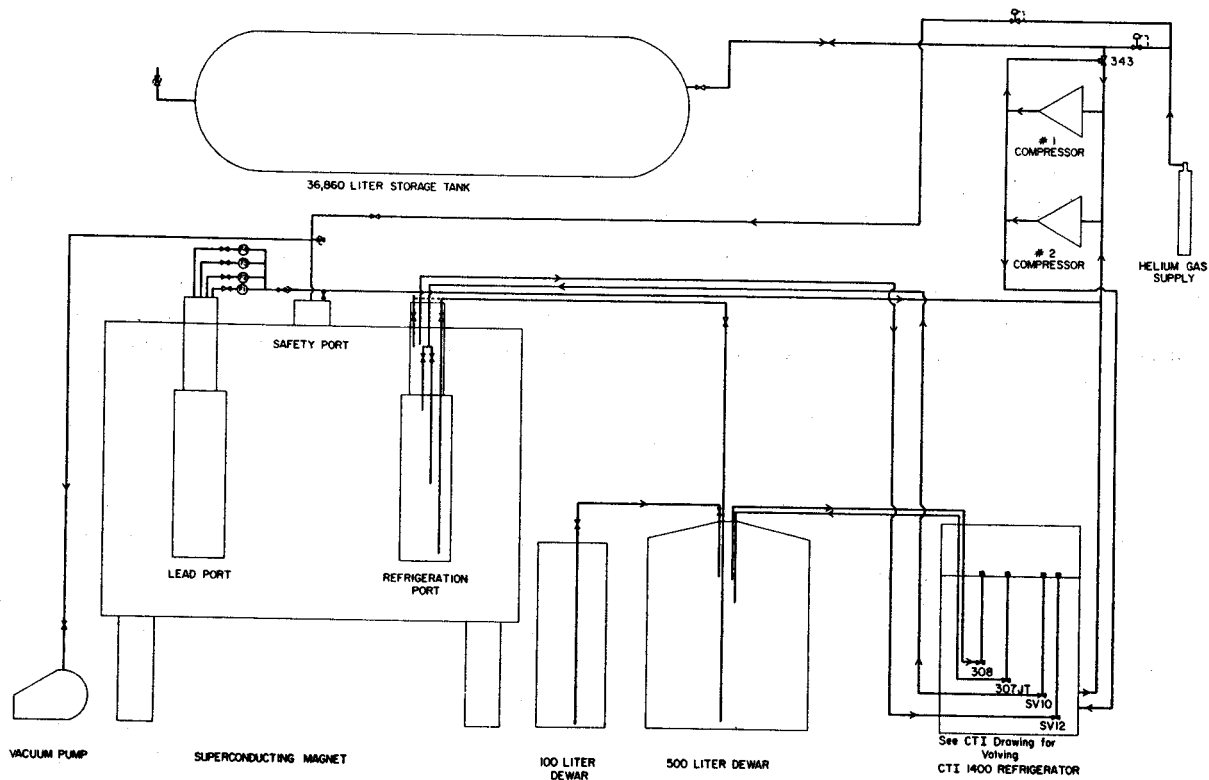 343
# 1
COMPRESSOR
36,860 LITER STORAGE TANK
# 2
COMPRESSOR
HELIUM GAS
SUPPLY
SAFETY PORT
LEAD PORT
REFRIGERATION
PORT
308
307JT
SV10
SV12
VACUUM PUMP
SUPERCONDUCTING MAGNET
100 LITER
DEWAR
500 LITER DEWAR
See CTI Drawing for
Valving
CTI 1400 REFRIGERATOR